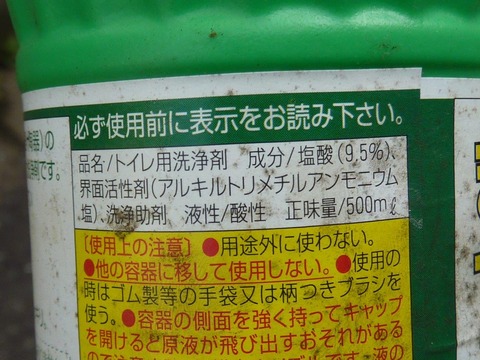 必ず使用前に表示をお読み下さい。
器)の
です。
品名/トイレ用洗浄剤 成分/塩酸(9.5%)、
界面活性剤(アルキルトリメチルアンモニウム
塩)、洗浄助剤 液性/酸性 正味量/500mℓ
[使用上の注意] ●用途外に使わない。
●他の容器に移して使用しない。●使用の
時はゴム製等の手袋又は柄つきブラシを
使う。 ●容器の側面を強く持ってキャップ
を開けると原液が飛び出すおそれがある